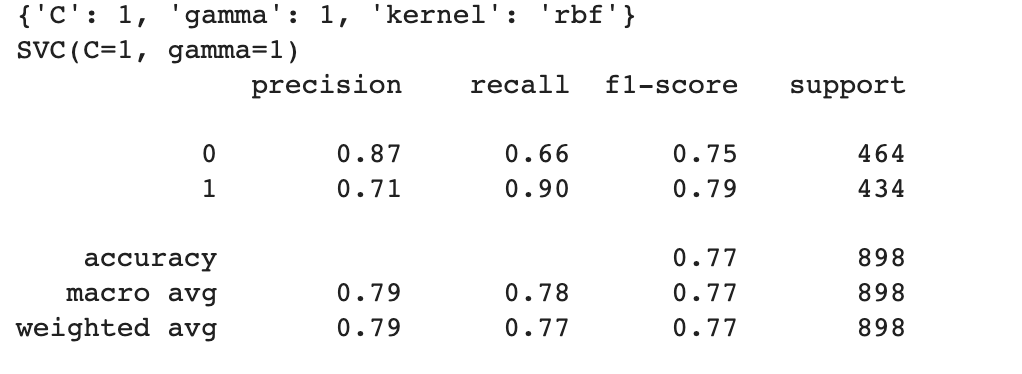 {'C': 1, 'gamma': 1, 'kernel': 'rbf'}
SVC(C=1, gamma=1)
              precision    recall  f1-score   support

           0       0.87      0.66      0.75       464
           1       0.71      0.90      0.79       434

    accuracy                           0.77       898
   macro avg       0.79      0.78      0.77       898
weighted avg       0.79      0.77      0.77       898